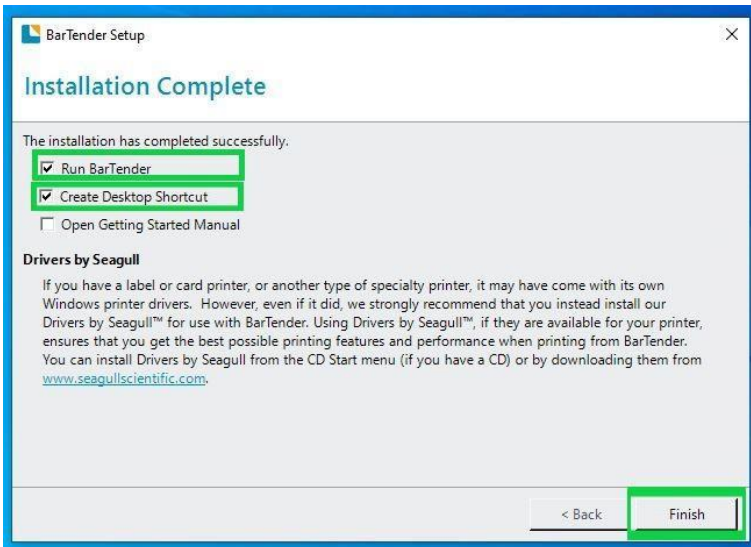 BarTender Setup
Installation Complete
The installation has completed successfully.
Run BarTender
Create Desktop Shortcut
Open Getting Started Manual
Drivers by Seagull
If you have a label or card printer, or another type of specialty printer, it may have come with its own
Windows printer drivers. However, even if it did, we strongly recommend that you instead install our
Drivers by Seagull™ for use with BarTender. Using Drivers by Seagull™, if they are available for your printer,
ensures that you get the best possible printing features and performance when printing from BarTender.
You can install Drivers by Seagull from the CD Start menu (if you have a CD) or by downloading them from
www.seagullscientific.com.
< Back
Finish